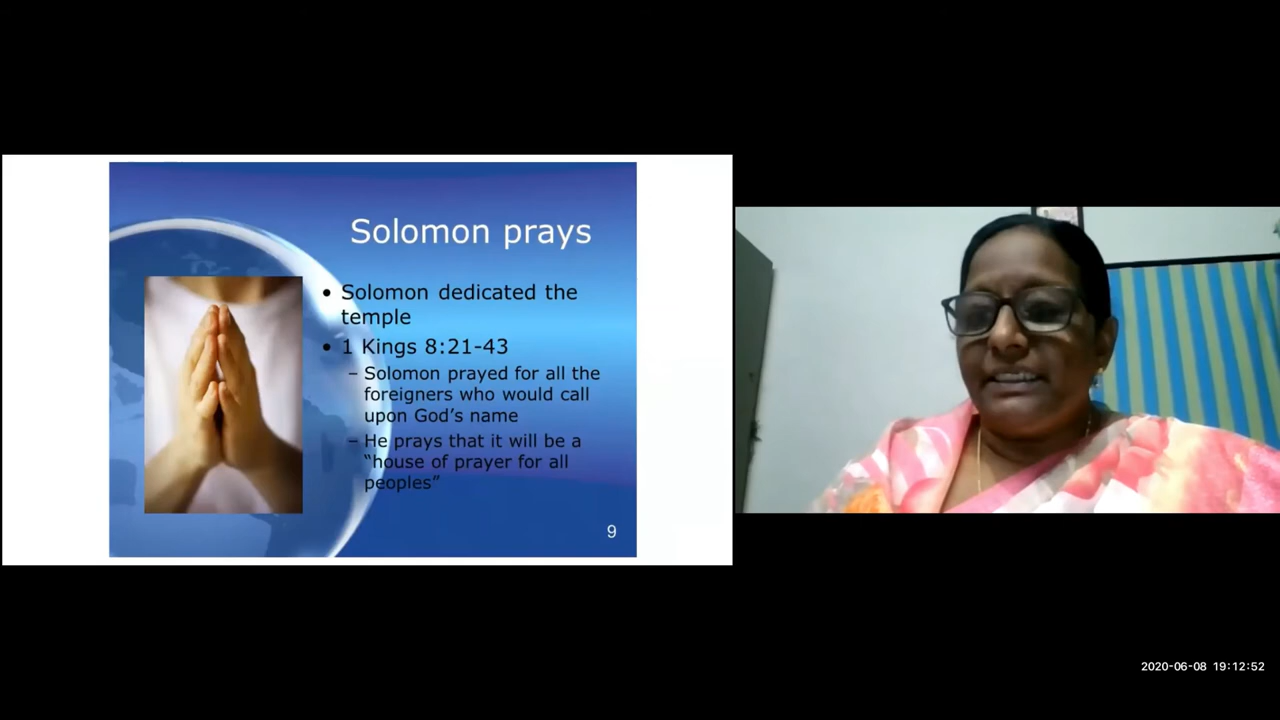 Solomon prays
• Solomon dedicated the
temple
• 1 Kings 8:21-43
– Solomon prayed for all the
foreigners who would call
upon God's name
– He prays that it will be a
"house of prayer for all
peoples"
9
2020-06-08 19:12:52